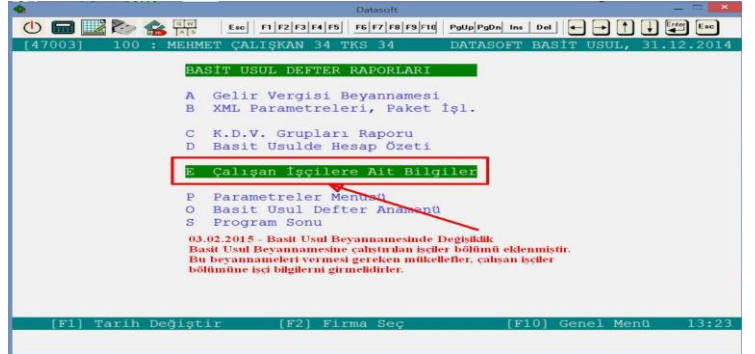 Datasoft
Esc F1 F2 F3 F4 F5 F6 F7 F8 F9 F10 PgUp PgDn Ins Del Enter Esc
[47003] 100 : MEHMET ÇALIŞKAN 34 TKS 34 DATASOFT BASİT USUL, 31.12.2014
BASİT USUL DEFTER RAPORLARI
A Gelir Vergisi Beyannamesi
B XML Parametreleri, Paket İşl.
C K.D.V. Grupları Raporu
D Basit Usulde Hesap Özeti
E Çalışan İşçilere Ait Bilgiler
P Parametreler Menüsü
O Basit Usul Defter Anamenü
S Program Sonu
03.02.2015 - Basit Usul Beyannamesinde Degişiklik
Basit Usul Beyannamesine çalıştırılan işçiler bölümü eklenmiştir.
Bu beyannameleri vermesi gereken mükellefler, çalışan işçiler
bölümüne işçi bilgilerni girmelidirler.
[F1] Tarih Değiştir [F2] Firma Seç [F10] Genel Menü 13:23